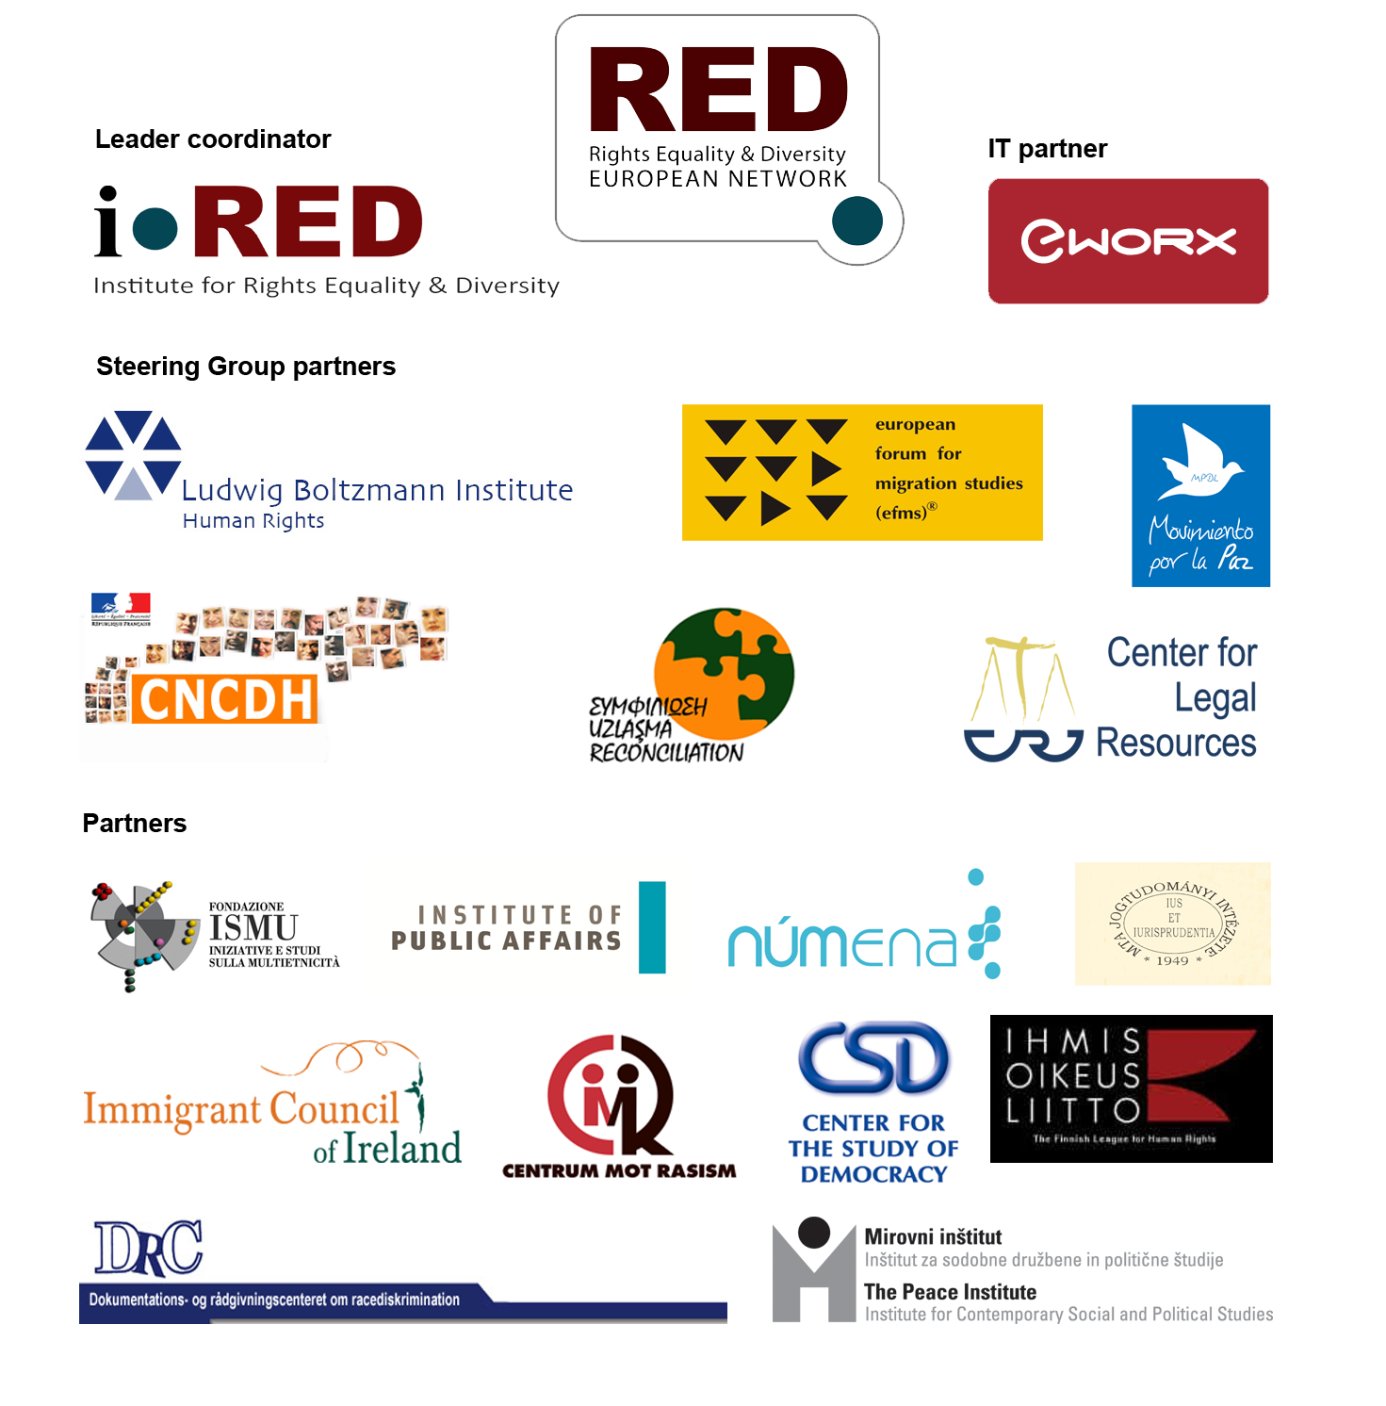 RED
Rights Equality & Diversity
EUROPEAN NETWORK
Leader coordinator
i RED
Institute for Rights Equality & Diversity
IT partner
eworx
Steering Group partners
Ludwig Boltzmann Institute
Human Rights
european
forum for
migration studies
(efms)®
MPDL
Movimiento
por la Paz
Liberté • Égalité • Fraternité
RÉPUBLIQUE FRANÇAISE
CNCDH
ΣΥΜΦΙΛΙΩΣΗ
UZLAŞMA
RECONCILIATION
Center for
Legal
Resources
Partners
FONDAZIONE
ISMU
INIZIATIVE E STUDI
SULLA MULTIETNICITÀ
INSTITUTE OF
PUBLIC AFFAIRS
númena
MTA JOGTUDOMÁNYI INTÉZETE
IUS
ET
IURISPRUDENTIA
* 1949 *
Immigrant Council
of Ireland
CENTRUM MOT RASISM
CSD
CENTER FOR
THE STUDY OF
DEMOCRACY
IHMIS
OIKEUS
LIITTO
The Finnish League for Human Rights
DRC
Dokumentations- og rådgivningscenteret om racediskrimination
Mirovni inštitut
Inštitut za sodobne družbene in politične študije
The Peace Institute
Institute for Contemporary Social and Political Studies